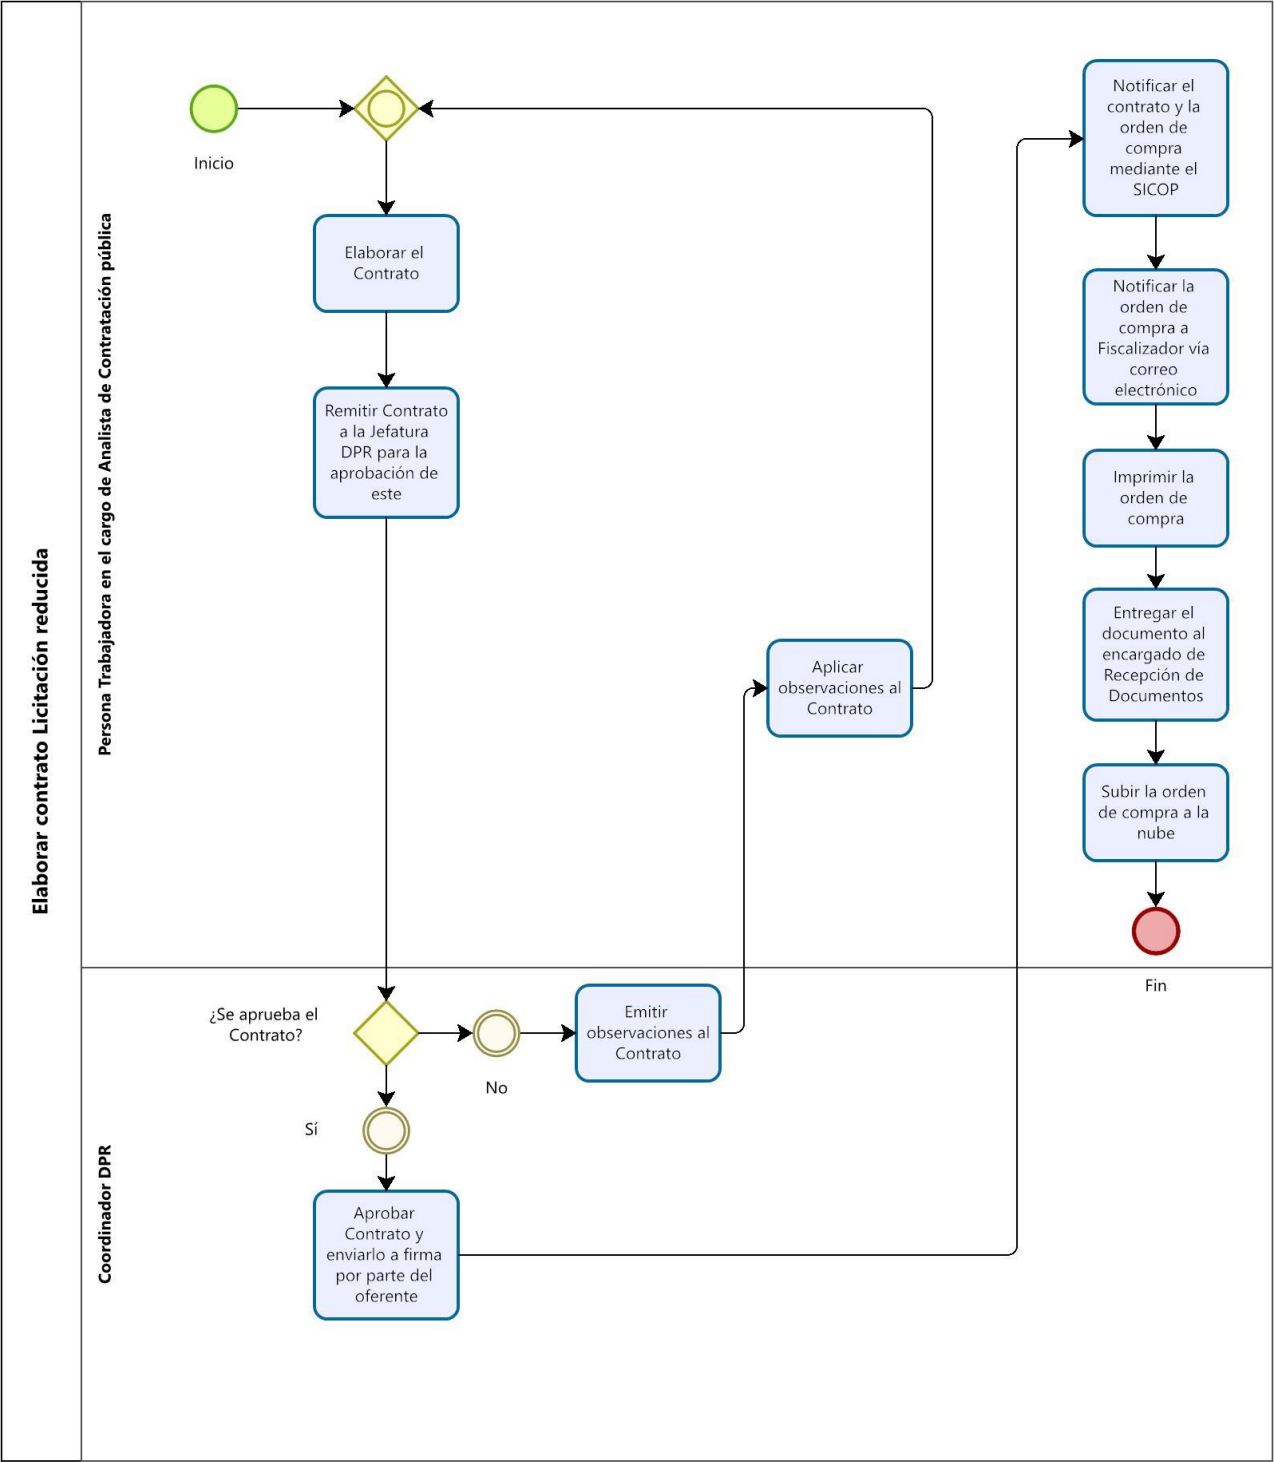 Elaborar contrato Licitación reducida
Persona Trabajadora en el cargo de Analista de Contratación pública
Inicio
Elaborar el
Contrato
Remitir Contrato
a la Jefatura
DPR para la
aprobación de
este
Aplicar
observaciones al
Contrato
Notificar el
contrato y la
orden de
compra
mediante el
SICOP
Notificar la
orden de
compra a
Fiscalizador vía
correo
electrónico
Imprimir la
orden de
compra
Entregar el
documento al
encargado de
Recepción de
Documentos
Subir la orden
de compra a la
nube
Fin
Coordinador DPR
¿Se aprueba el
Contrato?
No
Emitir
observaciones al
Contrato
Sí
Aprobar
Contrato y
enviarlo a firma
por parte del
oferente